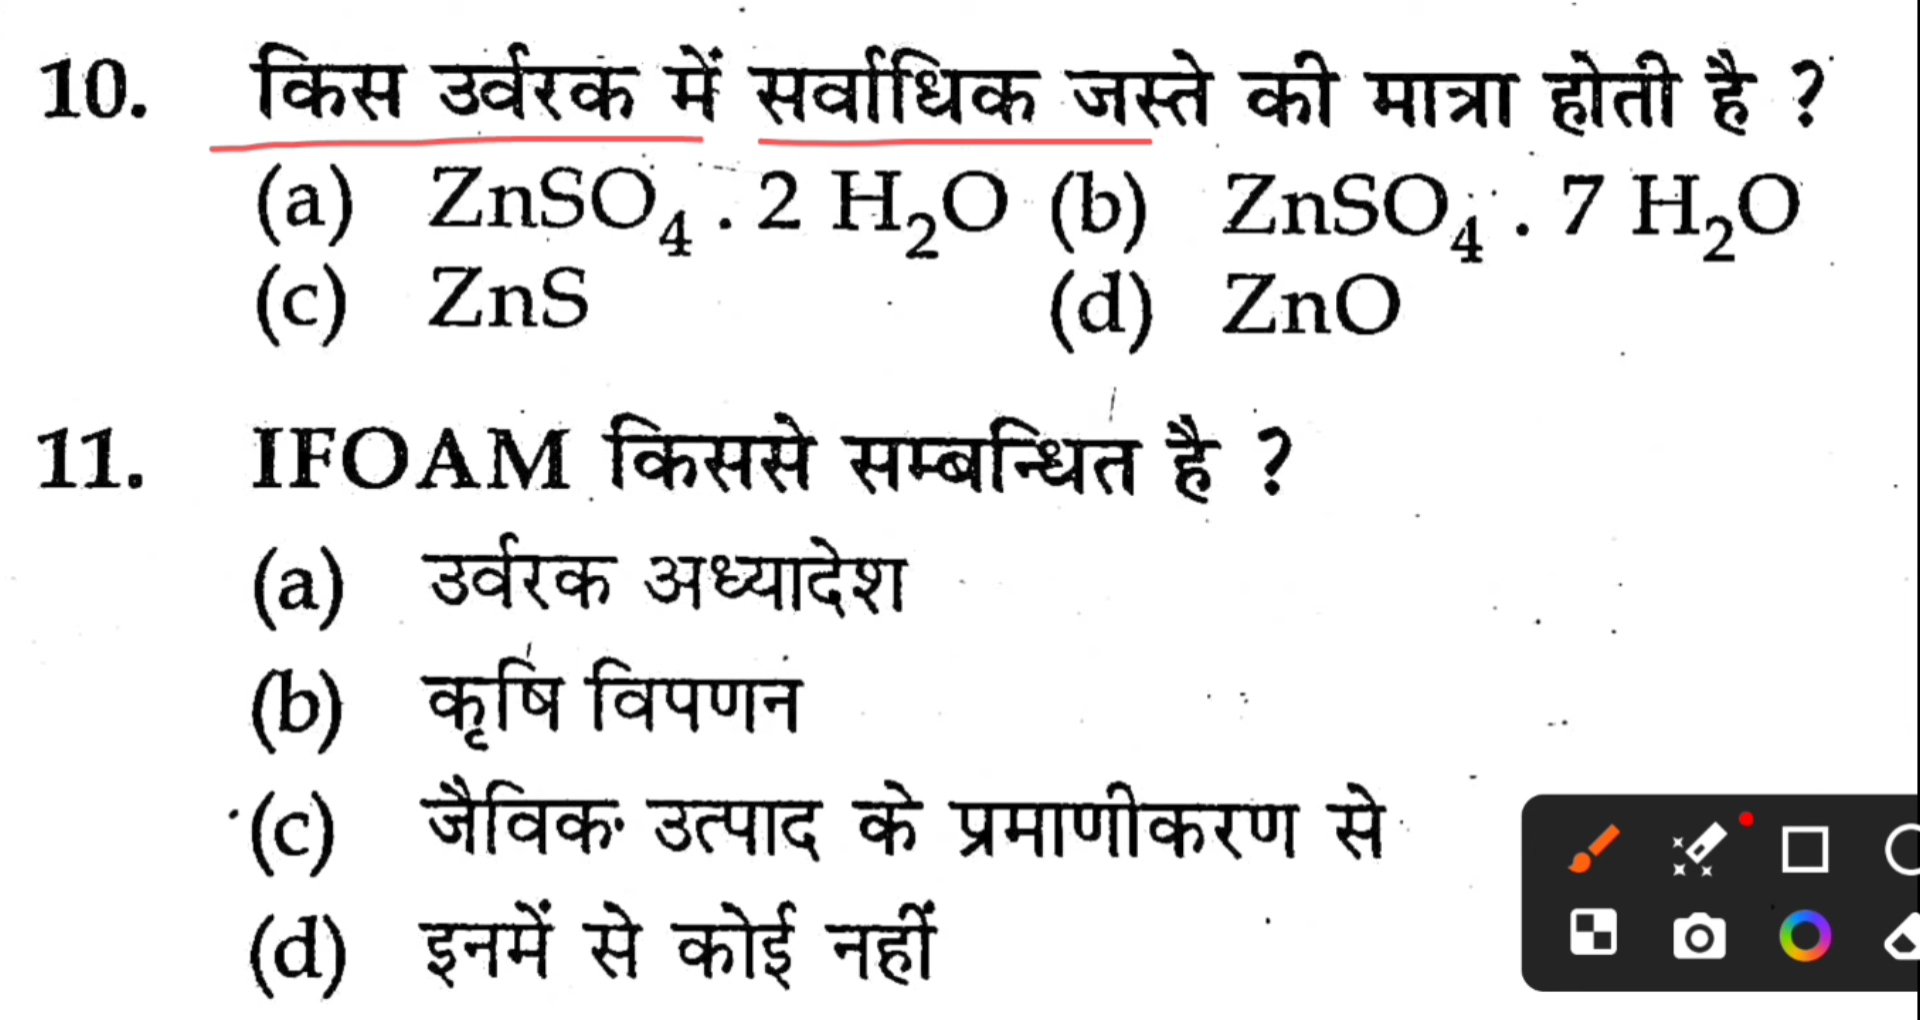 10. किस उर्वरक में सर्वाधिक जस्ते की मात्रा होती है ?
(a) ZnSO₄ . 2 H₂O (b) ZnSO₄ . 7 H₂O
(c) ZnS (d) ZnO
11. IFOAM किससे सम्बन्धित है ?
(a) उर्वरक अध्यादेश
(b) कृषि विपणन
(c) जैविक उत्पाद के प्रमाणीकरण से
(d) इनमें से कोई नहीं